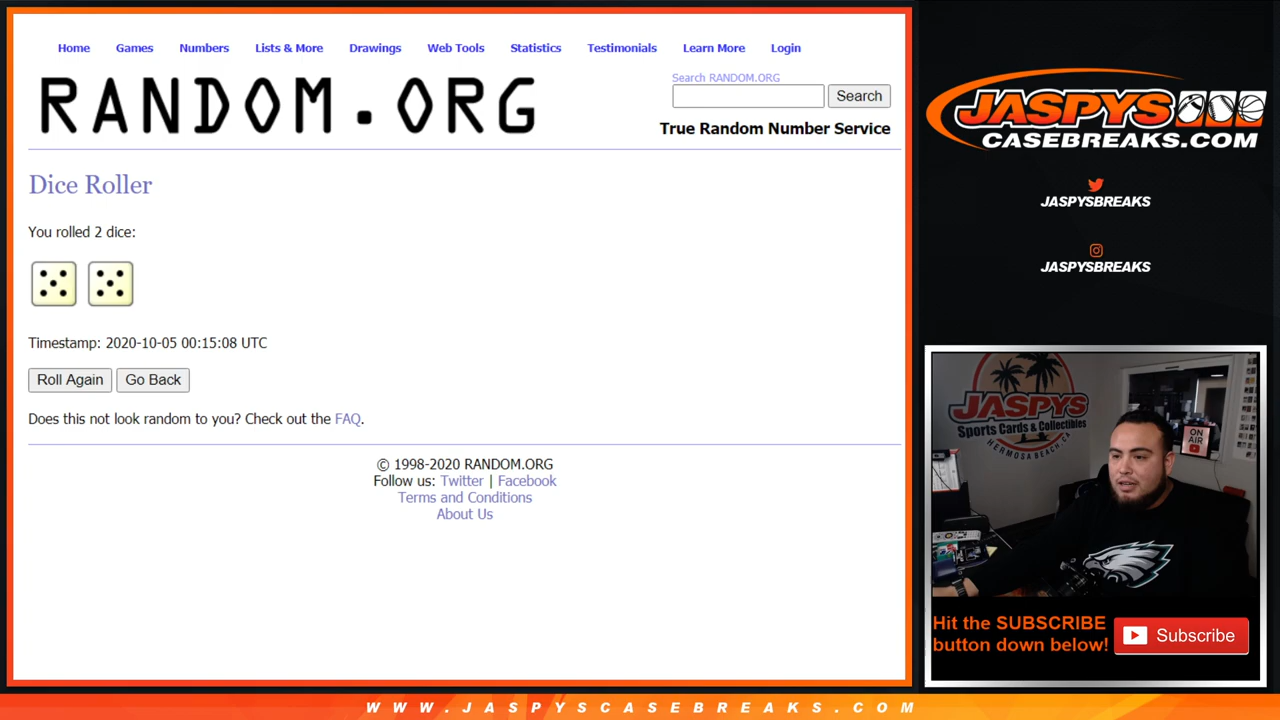 Home Games Numbers Lists & More Drawings Web Tools Statistics Testimonials Learn More Login
RANDOM.ORG
Search RANDOM.ORG
Search
True Random Number Service
Dice Roller
You rolled 2 dice:
Timestamp: 2020-10-05 00:15:08 UTC
Roll Again Go Back
Does this not look random to you? Check out the FAQ.
© 1998-2020 RANDOM.ORG
Follow us: Twitter | Facebook
Terms and Conditions
About Us
JASPYS
CASEBREAKS.COM
JASPYSBREAKS
JASPYSBREAKS
JASPYS
Sports Cards & Collectibles
HERMOSA BEACH, CA
ON AIR
Hit the SUBSCRIBE
button down below!
Subscribe
WWW.JASPYSCASEBREAKS.COM